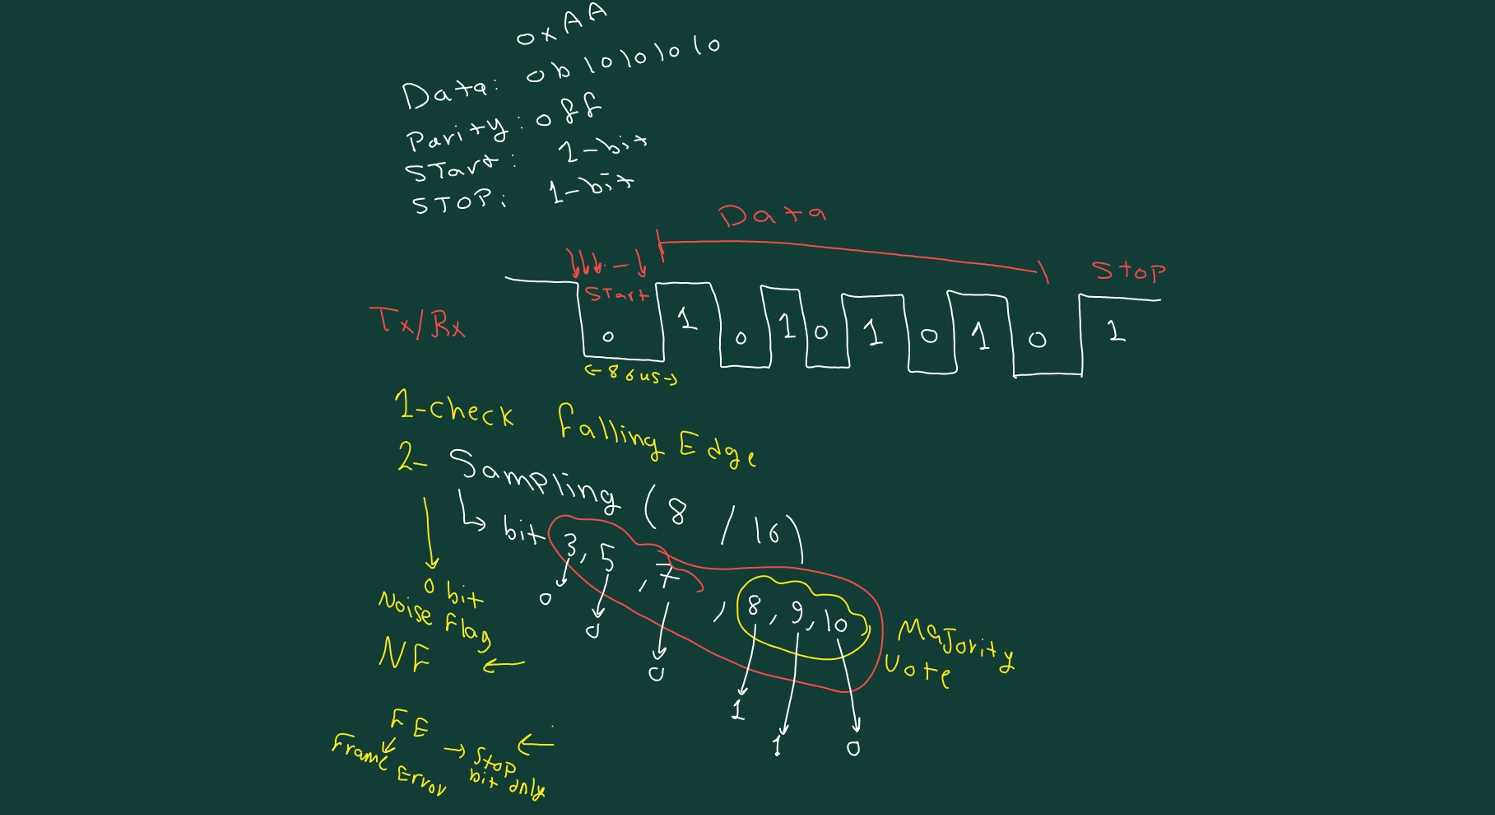 0xAA
Data: 0b10101010
Parity: off
STart: 1-bit
STOP: 1-bit
Data
Start
Stop
Tx/Rx
0 1 0 1 0 1 0 1 0 1
86us
1-check falling Edge
2- Sampling (8 / 16)
bit 3, 5, 7, 8, 9, 10
0 0 0 1 1 0
Majority
Vote
0 bit
Noise Flag
NF
FE
Frame Error
Stop
bit only